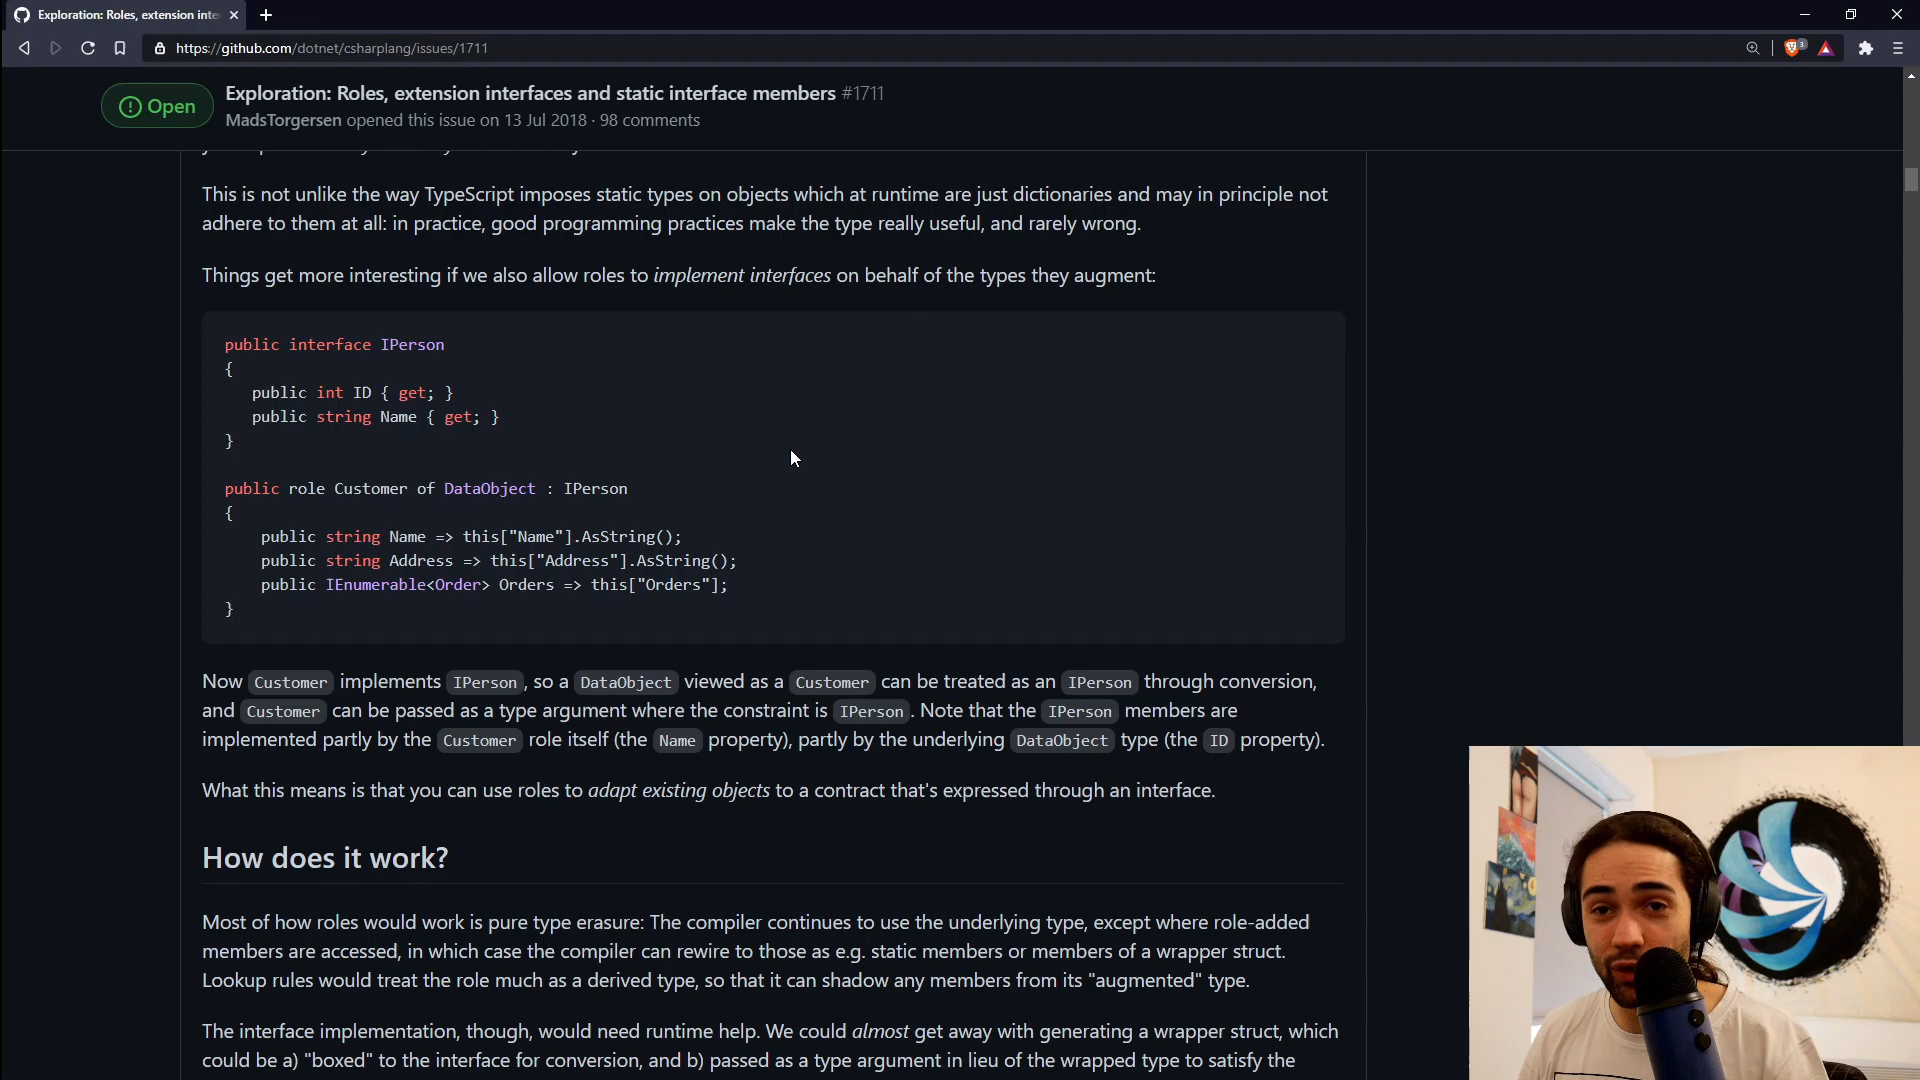 Exploration: Roles, extension inte
https://github.com/dotnet/csharplang/issues/1711
3
Open
Exploration: Roles, extension interfaces and static interface members #1711
MadsTorgersen opened this issue on 13 Jul 2018 · 98 comments
This is not unlike the way TypeScript imposes static types on objects which at runtime are just dictionaries and may in principle not
adhere to them at all: in practice, good programming practices make the type really useful, and rarely wrong.
Things get more interesting if we also allow roles to implement interfaces on behalf of the types they augment:
public interface IPerson
{
public int ID { get; }
public string Name { get; }
}
public role Customer of DataObject : IPerson
{
public string Name => this["Name"].AsString();
public string Address => this["Address"].AsString();
public IEnumerable<Order> Orders => this["Orders"];
}
Now Customer implements IPerson, so a DataObject viewed as a Customer can be treated as an IPerson through conversion,
and Customer can be passed as a type argument where the constraint is IPerson. Note that the IPerson members are
implemented partly by the Customer role itself (the Name property), partly by the underlying DataObject type (the ID property).
What this means is that you can use roles to adapt existing objects to a contract that's expressed through an interface.
How does it work?
Most of how roles would work is pure type erasure: The compiler continues to use the underlying type, except where role-added
members are accessed, in which case the compiler can rewire to those as e.g. static members or members of a wrapper struct.
Lookup rules would treat the role much as a derived type, so that it can shadow any members from its "augmented" type.
The interface implementation, though, would need runtime help. We could almost get away with generating a wrapper struct, which
could be a) "boxed" to the interface for conversion, and b) passed as a type argument in lieu of the wrapped type to satisfy the